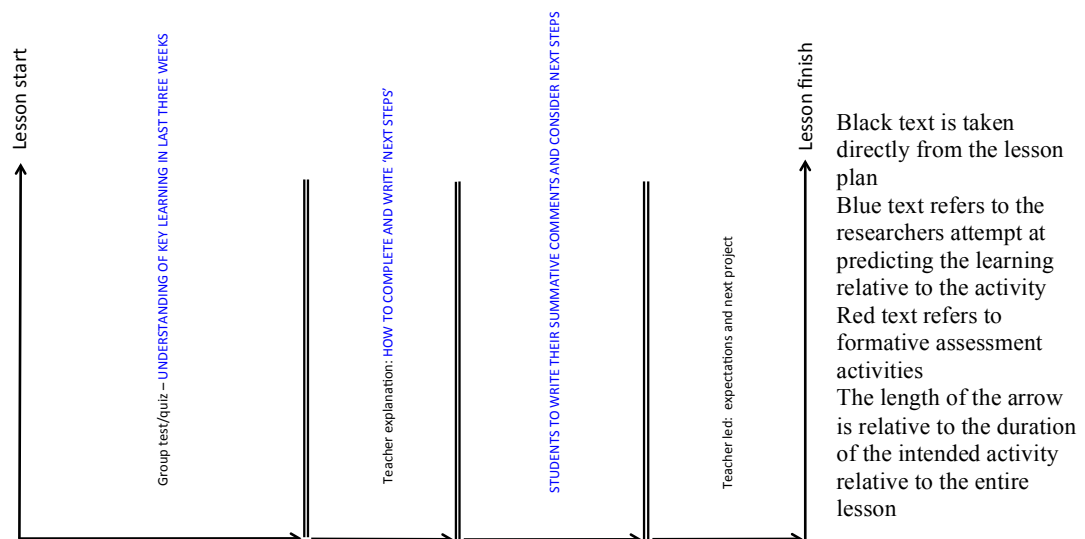 Lesson start
Group test/quiz – UNDERSTANDING OF KEY LEARNING IN LAST THREE WEEKS
Teacher explanation: HOW TO COMPLETE AND WRITE ‘NEXT STEPS’
STUDENTS TO WRITE THEIR SUMMATIVE COMMENTS AND CONSIDER NEXT STEPS
Teacher led: expectations and next project
Lesson finish
Black text is taken
directly from the lesson
plan
Blue text refers to the
researchers attempt at
predicting the learning
relative to the activity
Red text refers to
formative assessment
activities
The length of the arrow
is relative to the duration
of the intended activity
relative to the entire
lesson